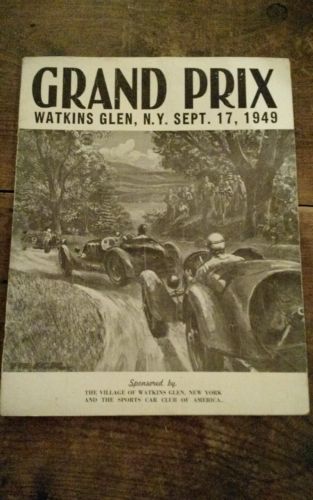 GRAND PRIX
WATKINS GLEN, N.Y. SEPT. 17, 1949
Sponsored by
THE VILLAGE OF WATKINS GLEN, NEW YORK
AND THE SPORTS CAR CLUB OF AMERICA..